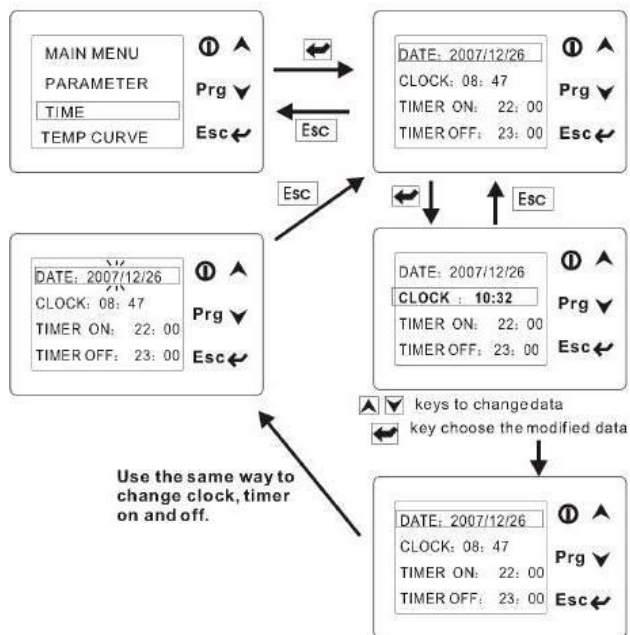 MAIN MENU
PARAMETER
TIME
TEMP CURVE
Prg
Esc
Esc
DATE: 2007/12/26
CLOCK: 08: 47
TIMER ON: 22: 00
TIMER OFF: 23: 00
Prg
Esc
Esc
Esc
DATE: 2007/12/26
CLOCK: 08: 47
TIMER ON: 22: 00
TIMER OFF: 23: 00
Prg
Esc
DATE: 2007/12/26
CLOCK : 10:32
TIMER ON: 22: 00
TIMER OFF: 23: 00
Prg
Esc
keys to changedata
key choose the modified data
Use the same way to
change clock, timer
on and off.
DATE: 2007/12/26
CLOCK: 08: 47
TIMER ON: 22: 00
TIMER OFF: 23: 00
Prg
Esc